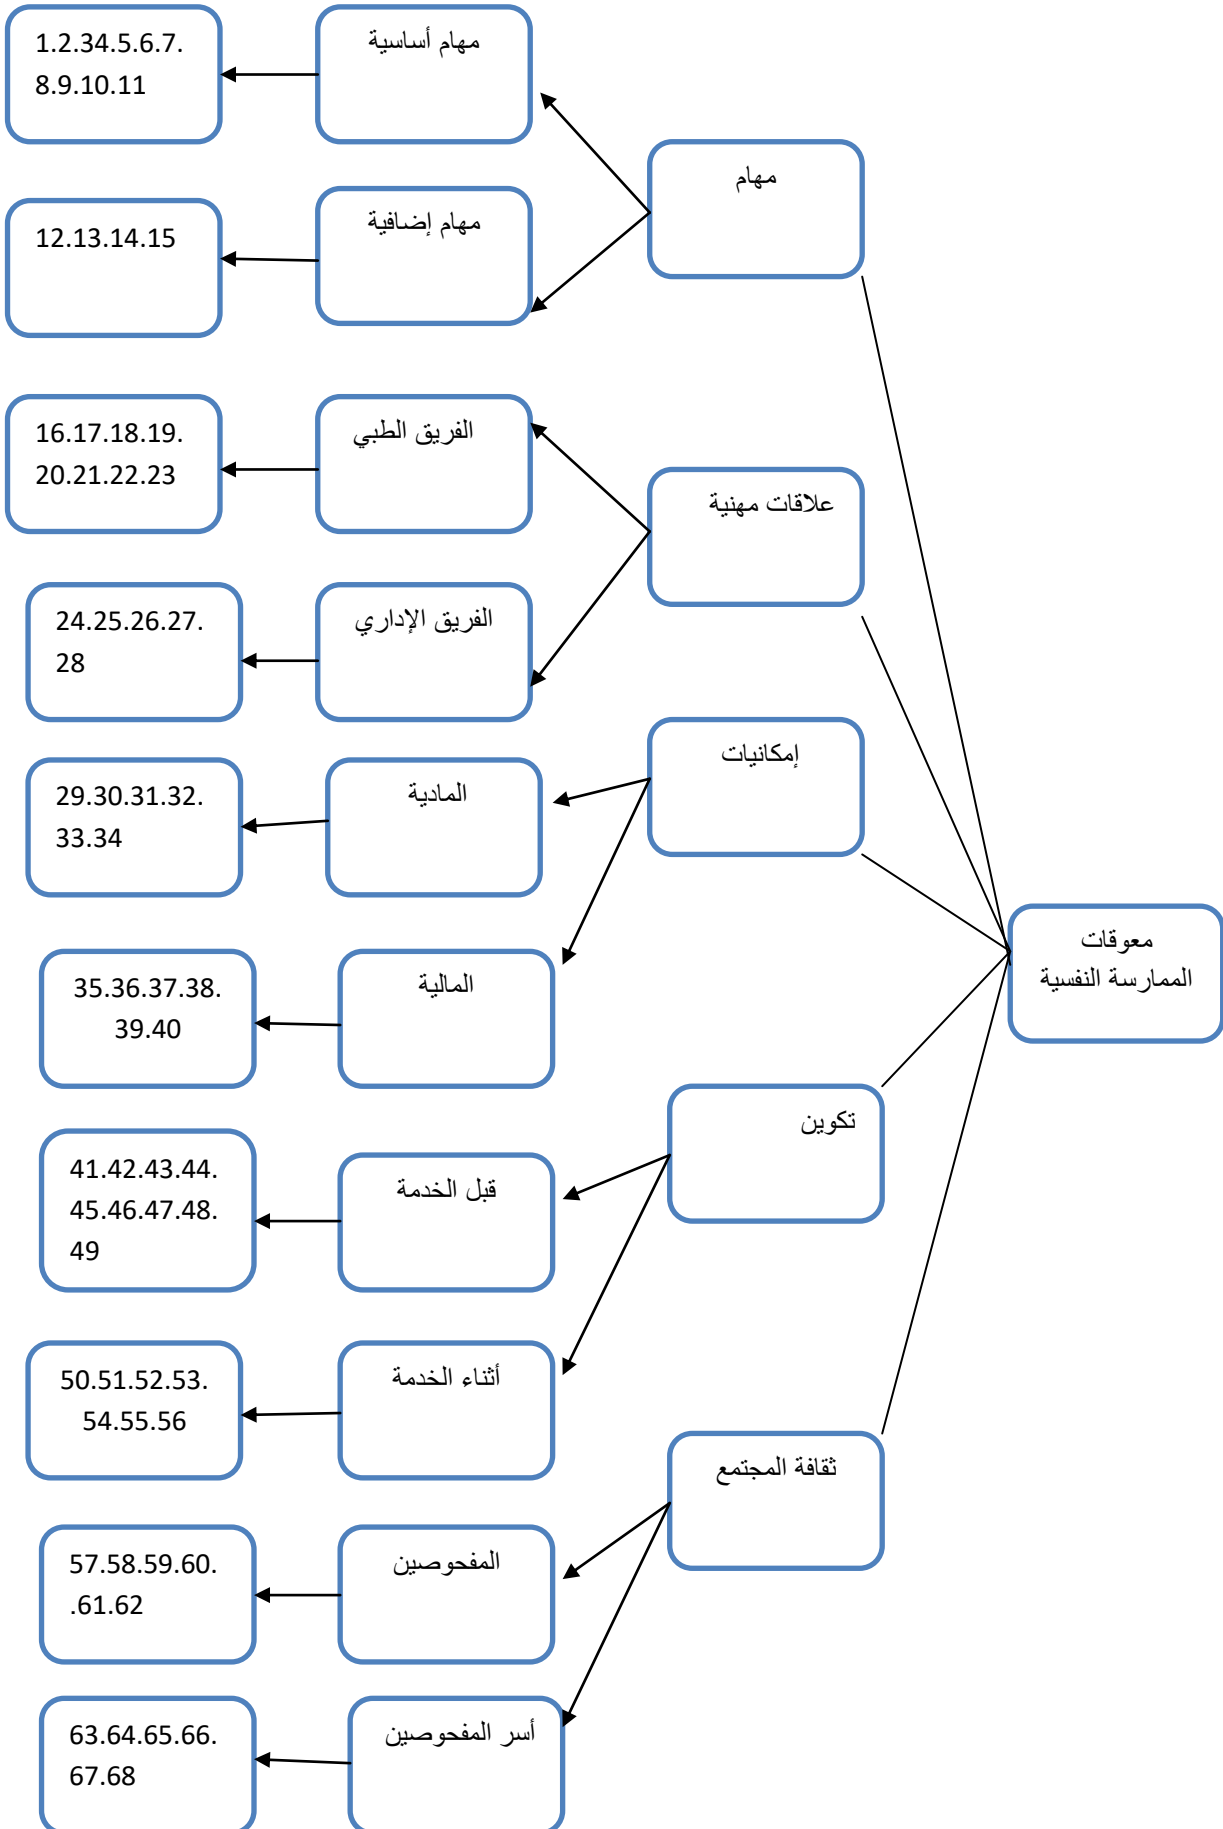 مهام أساسية
1.2.34.5.6.7.
8.9.10.11
مهام
مهام إضافية
12.13.14.15
الفريق الطبي
16.17.18.19.
20.21.22.23
علاقات مهنية
الفريق الإداري
24.25.26.27.
28
إمكانيات
المادية
29.30.31.32.
33.34
معوقات
الممارسة النفسية
المالية
35.36.37.38.
39.40
تكوين
قبل الخدمة
41.42.43.44.
45.46.47.48.
49
أثناء الخدمة
50.51.52.53.
54.55.56
ثقافة المجتمع
المفحوصين
57.58.59.60.
.61.62
أسر المفحوصين
63.64.65.66.
67.68